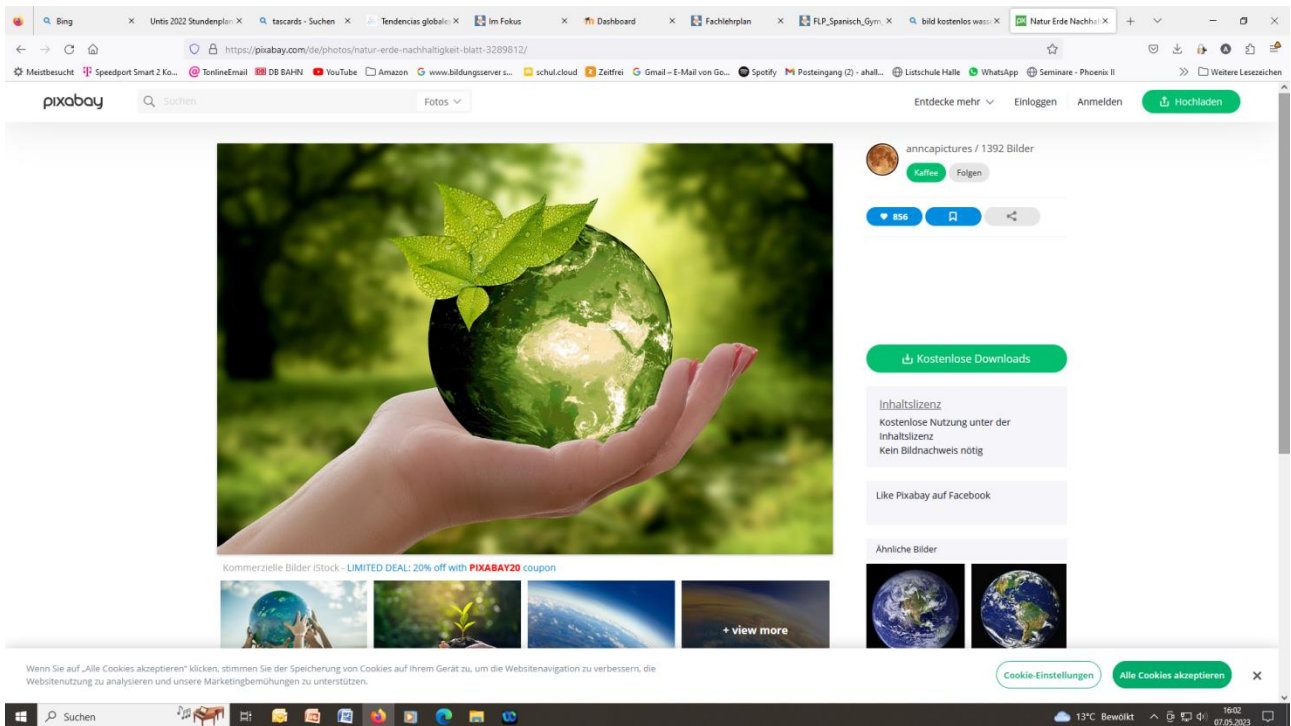 Bing
Untis 2022 Stundenplan
tascards - Suchen
Tendencias globales
Im Fokus
Dashboard
Fachlehrplan
FLP_Spanisch_Gym_
bild kostenlos wass
Natur Erde Nachhal
https://pixabay.com/de/photos/natur-erde-nachhaltigkeit-blatt-3289812/
Meistbesucht Speedport Smart 2 Ko... TonlineEmail DB BAHN YouTube Amazon www.bildungsserver s... schul.cloud Zeitfrei Gmail – E-Mail von Go... Spotify Posteingang (2) - ahall... Listschule Halle WhatsApp Seminare - Phoenix II Weitere Lesezeichen
pixabay Suchen Fotos Entdecke mehr Einloggen Anmelden Hochladen
anncapictures / 1392 Bilder
Kaffee Folgen
856
Kostenlose Downloads
Inhaltslizenz
Kostenlose Nutzung unter der
Inhaltslizenz
Kein Bildnachweis nötig
Like Pixabay auf Facebook
Ähnliche Bilder
Kommerzielle Bilder iStock - LIMITED DEAL: 20% off with PIXABAY20 coupon
+ view more
Wenn Sie auf „Alle Cookies akzeptieren" klicken, stimmen Sie der Speicherung von Cookies auf Ihrem Gerät zu, um die Websitenavigation zu verbessern, die
Websitenutzung zu analysieren und unsere Marketingbemühungen zu unterstützen.
Cookie-Einstellungen
Alle Cookies akzeptieren
Suchen
13°C Bewölkt
16:02
07.05.2023